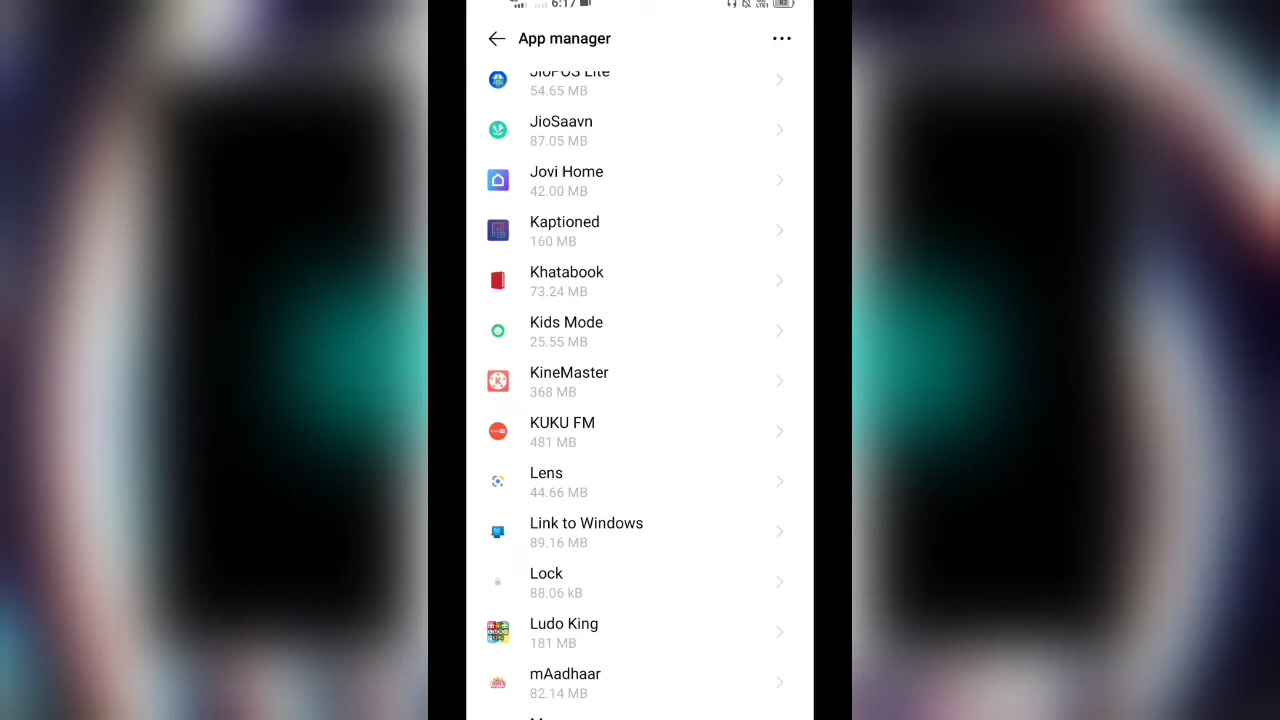 6:17
App manager
JioPOS Lite
54.65 MB
JioSaavn
87.05 MB
Jovi Home
42.00 MB
Kaptioned
160 MB
Khatabook
73.24 MB
Kids Mode
25.55 MB
KineMaster
368 MB
KUKU FM
481 MB
Lens
44.66 MB
Link to Windows
89.16 MB
Lock
88.06 kB
Ludo King
181 MB
mAadhaar
82.14 MB